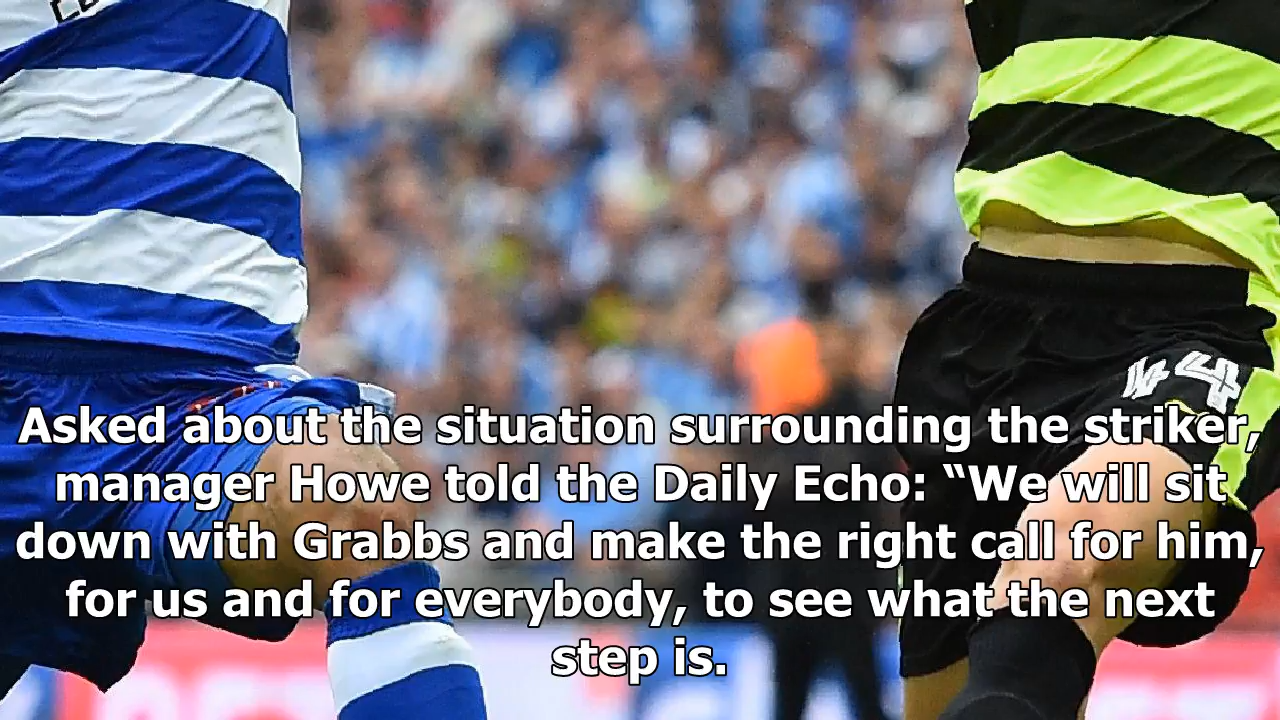 44
Asked about the situation surrounding the striker,
manager Howe told the Daily Echo: “We will sit
down with Grabbs and make the right call for him,
for us and for everybody, to see what the next
step is.